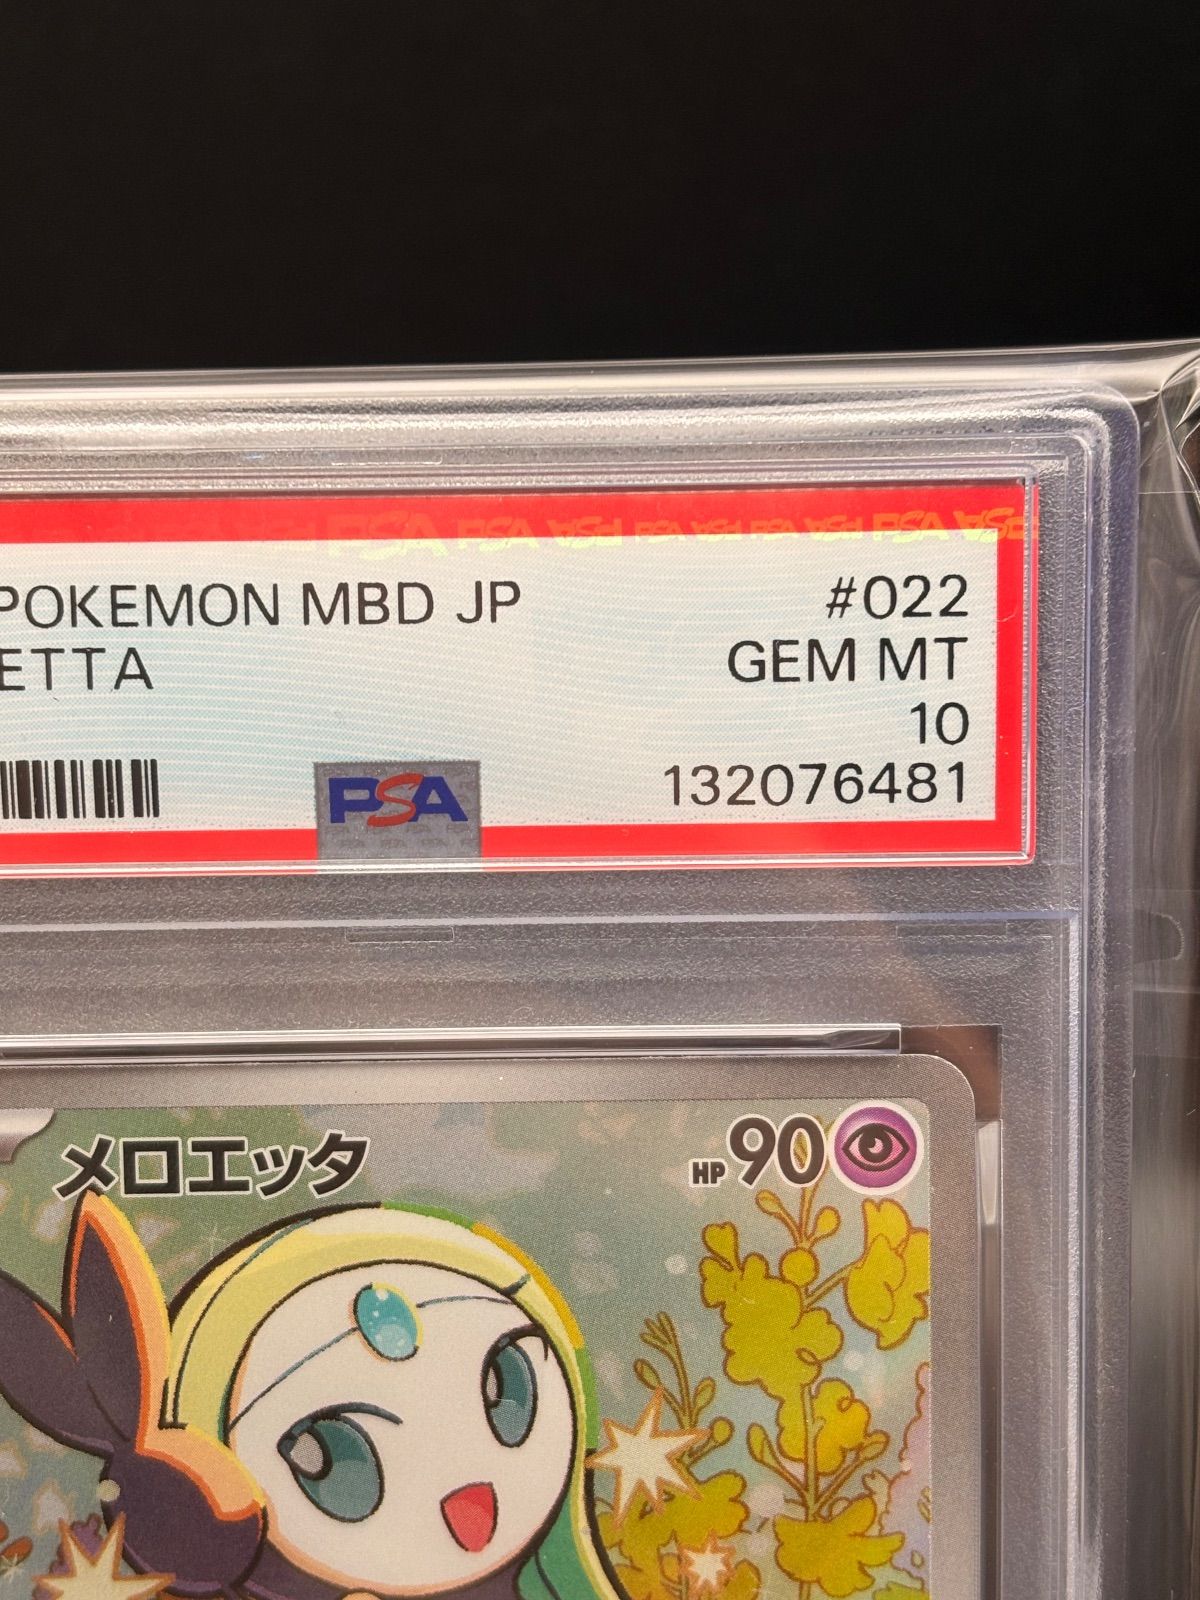 POKEMON MBD JP #022
ETTA GEM MT
10
PSA 132076481
メロエッタ HP 90